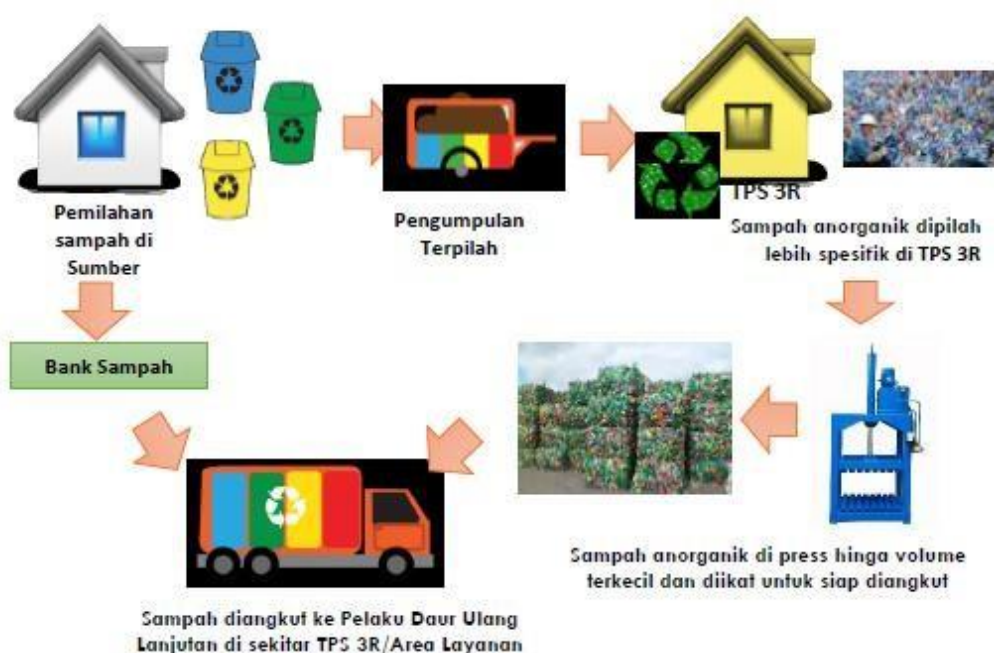 Pemilahan
sampah di
Sumber
Pengumpulan
Terpilah
TPS 3R
Sampah anorganik dipilah
lebih spesifik di TPS 3R
Bank Sampah
Sampah anorganik di press hingga volume
terkecil dan diikat untuk siap diangkut
Sampah diangkut ke Pelaku Daur Ulang
Lanjutan di sekitar TPS 3R/Area Layanan